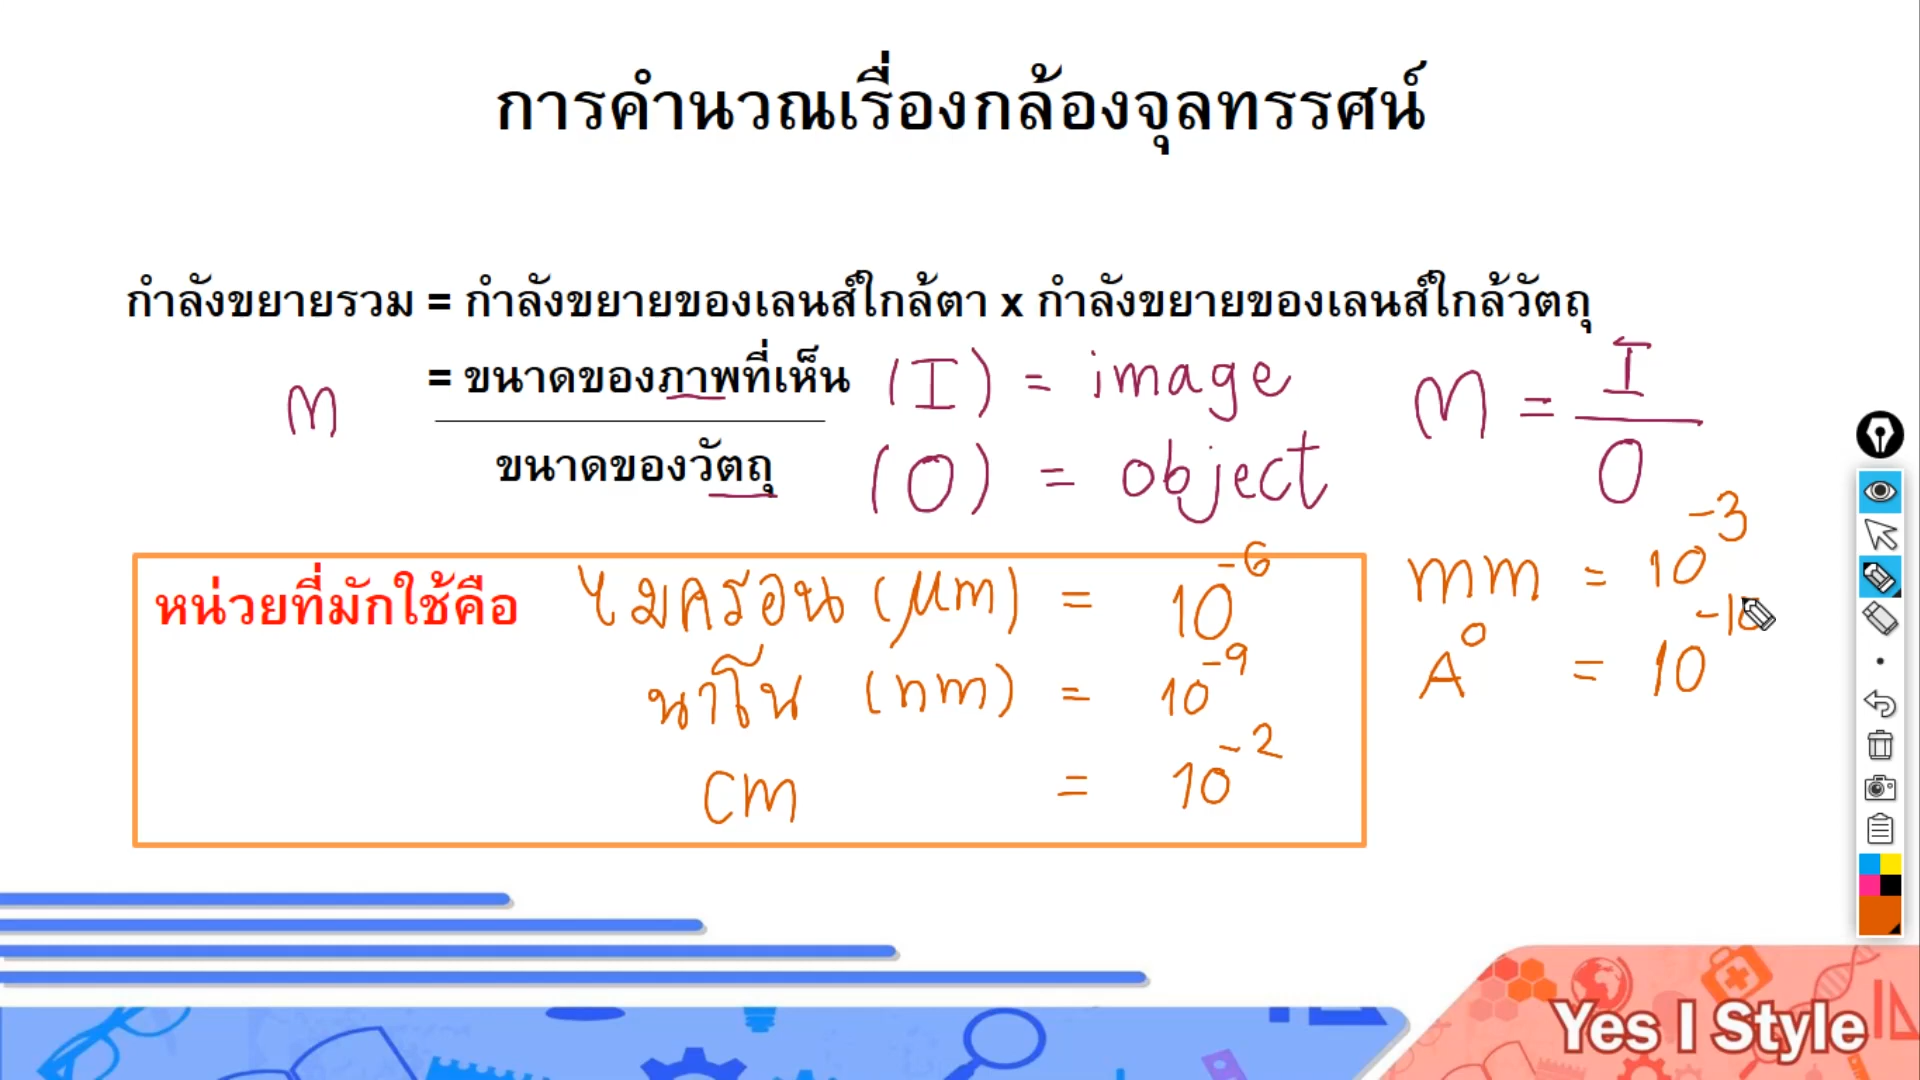 การคำนวณเรื่องกล้องจุลทรรศน์
กำลังขยายรวม = กำลังขยายของเลนส์ใกล้ตา x กำลังขยายของเลนส์ใกล้วัตถุ
M = ขนาดของภาพที่เห็น (I) = image
ขนาดของวัตถุ (O) = object
M = I
O
หน่วยที่มักใช้คือ ไมครอน (μm) = 10⁻⁶
นาโน (nm) = 10⁻⁹
cm = 10⁻²
mm = 10⁻³
A° = 10⁻¹⁰
Yes I Style